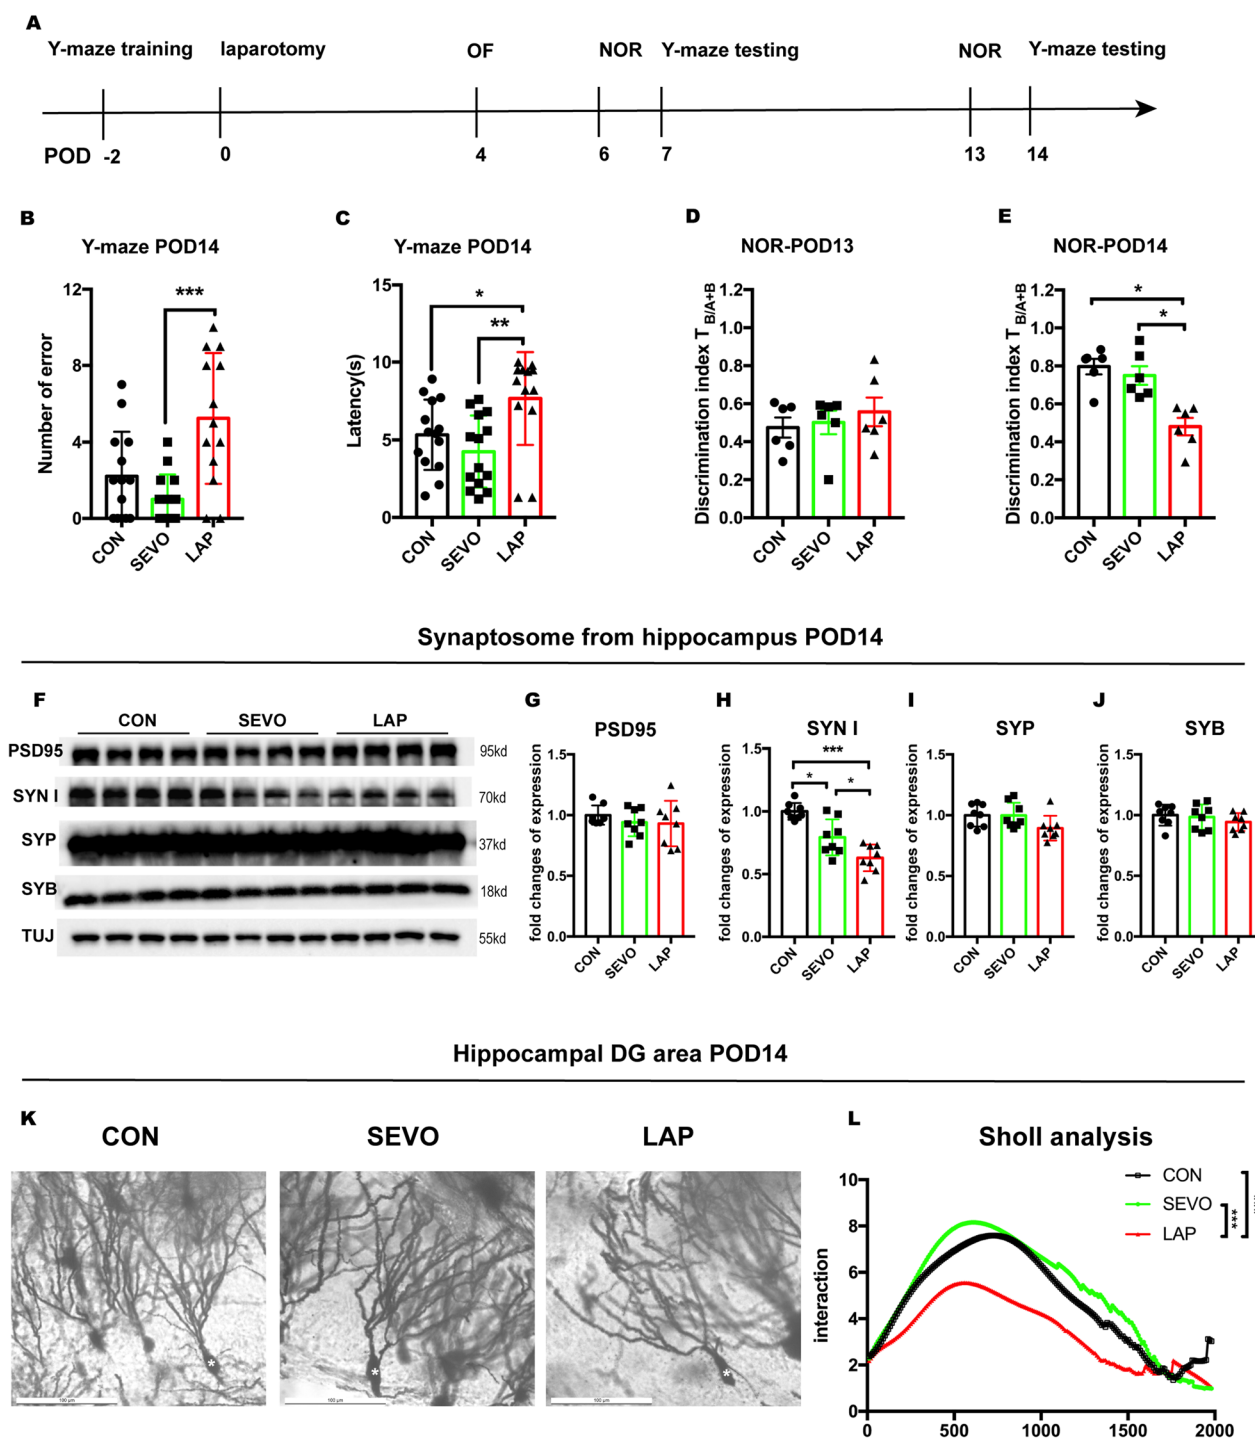 A
Y-maze training laparotomy OF NOR Y-maze testing NOR Y-maze testing
POD -2 0 4 6 7 13 14
B
Y-maze POD14
***
Number of error
12
8
4
0
CON SEVO LAP
C
Y-maze POD14
*
**
Latency(s)
15
10
5
0
CON SEVO LAP
D
NOR-POD13
Discrimination index T B/A+B
1.2
1.0
0.8
0.6
0.4
0.2
0.0
CON SEVO LAP
E
NOR-POD14
*
*
Discrimination index T B/A+B
1.2
1.0
0.8
0.6
0.4
0.2
0.0
CON SEVO LAP
Synaptosome from hippocampus POD14
F
CON SEVO LAP
PSD95 95kd
SYN I 70kd
SYP 37kd
SYB 18kd
TUJ 55kd
G
PSD95
fold changes of expression
1.5
1.0
0.5
0.0
CON SEVO LAP
H
SYN I
***
* *
fold changes of expression
1.5
1.0
0.5
0.0
CON SEVO LAP
I
SYP
fold changes of expression
1.5
1.0
0.5
0.0
CON SEVO LAP
J
SYB
fold changes of expression
1.5
1.0
0.5
0.0
CON SEVO LAP
Hippocampal DG area POD14
K
CON SEVO LAP
*
100 µm
*
100 µm
*
100 µm
L
Sholl analysis
CON
SEVO
LAP
***
interaction
10
8
6
4
2
0
0 500 1000 1500 2000